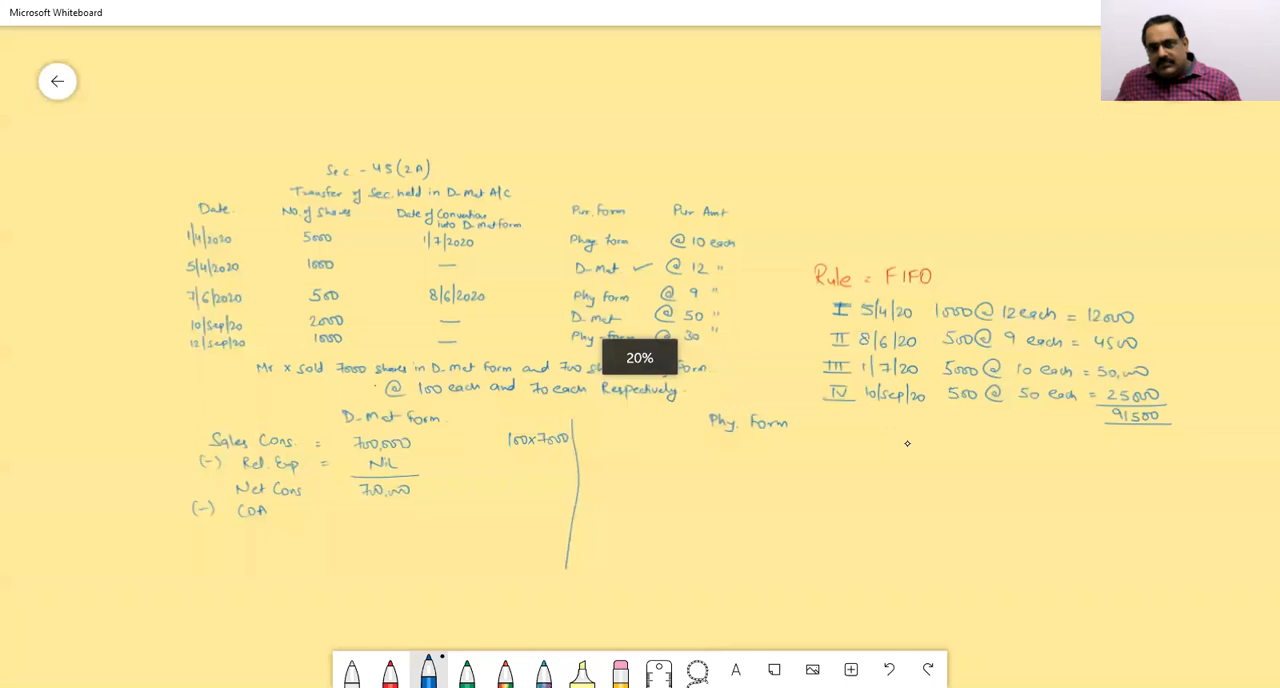 Microsoft Whiteboard
Sec - 45(2A)
Transfer of Sec. held in D-Mat A/c
Date. No. of Shares Date of Convertion into D-Mat form Pur. Form Pur Amt
1/4/2020 5000 1/7/2020 Phy. form @ 10 each
5/4/2020 1000 — D-Mat ✓ @ 12 "
7/6/2020 500 8/6/2020 Phy form @ 9 "
10/Sep/20 2000 — D.Mat @ 50 "
12/Sep/20 1000 — Phy-form @ 30 "
Mr X sold 7000 shares in D-Mat form and 700 form.
@ 100 each and 70 each Respectively.
20%
D-Mat Form. Phy. Form
Sales Cons. = 700,000 100x7000
(-) Rel. Exp = Nil
Net Cons 700,000
(-) COA
Rule = FIFO
I 5/4/20 1000 @ 12 each = 12000
II 8/6/20 500 @ 9 each = 4500
III 1/7/20 5000 @ 10 each = 50,000
IV 10/Sep/20 500 @ 50 each = 25000
91500
A